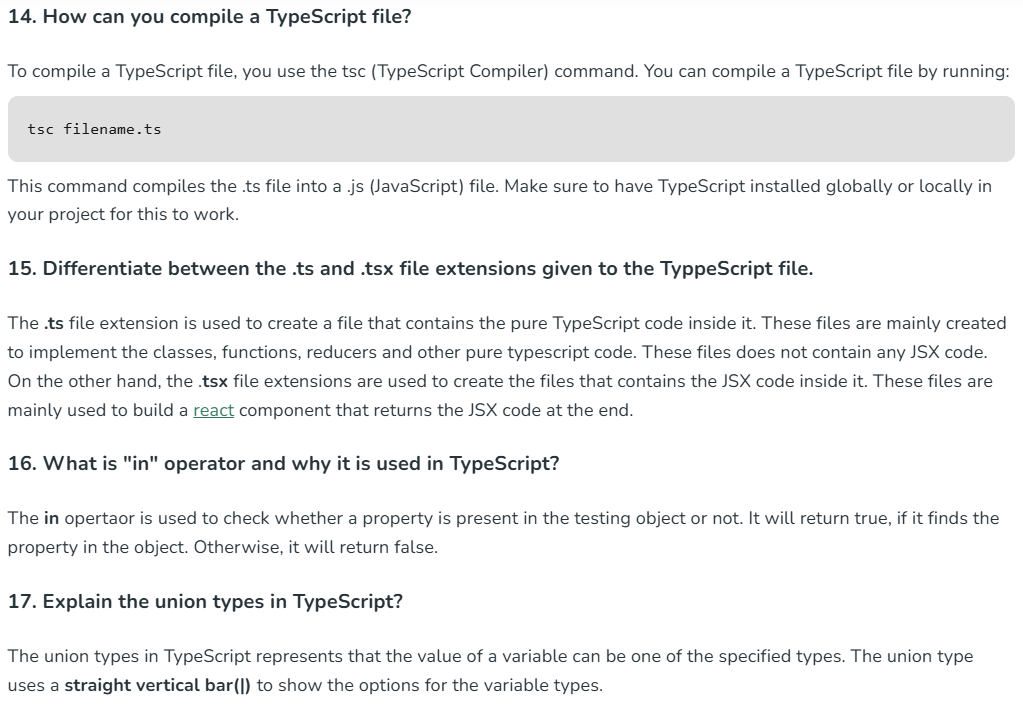 14. How can you compile a TypeScript file?
To compile a TypeScript file, you use the tsc (TypeScript Compiler) command. You can compile a TypeScript file by running:
tsc filename.ts
This command compiles the .ts file into a .js (JavaScript) file. Make sure to have TypeScript installed globally or locally in
your project for this to work.
15. Differentiate between the .ts and .tsx file extensions given to the TyppeScript file.
The .ts file extension is used to create a file that contains the pure TypeScript code inside it. These files are mainly created
to implement the classes, functions, reducers and other pure typescript code. These files does not contain any JSX code.
On the other hand, the .tsx file extensions are used to create the files that contains the JSX code inside it. These files are
mainly used to build a react component that returns the JSX code at the end.
16. What is "in" operator and why it is used in TypeScript?
The in opertaor is used to check whether a property is present in the testing object or not. It will return true, if it finds the
property in the object. Otherwise, it will return false.
17. Explain the union types in TypeScript?
The union types in TypeScript represents that the value of a variable can be one of the specified types. The union type
uses a straight vertical bar(|) to show the options for the variable types.